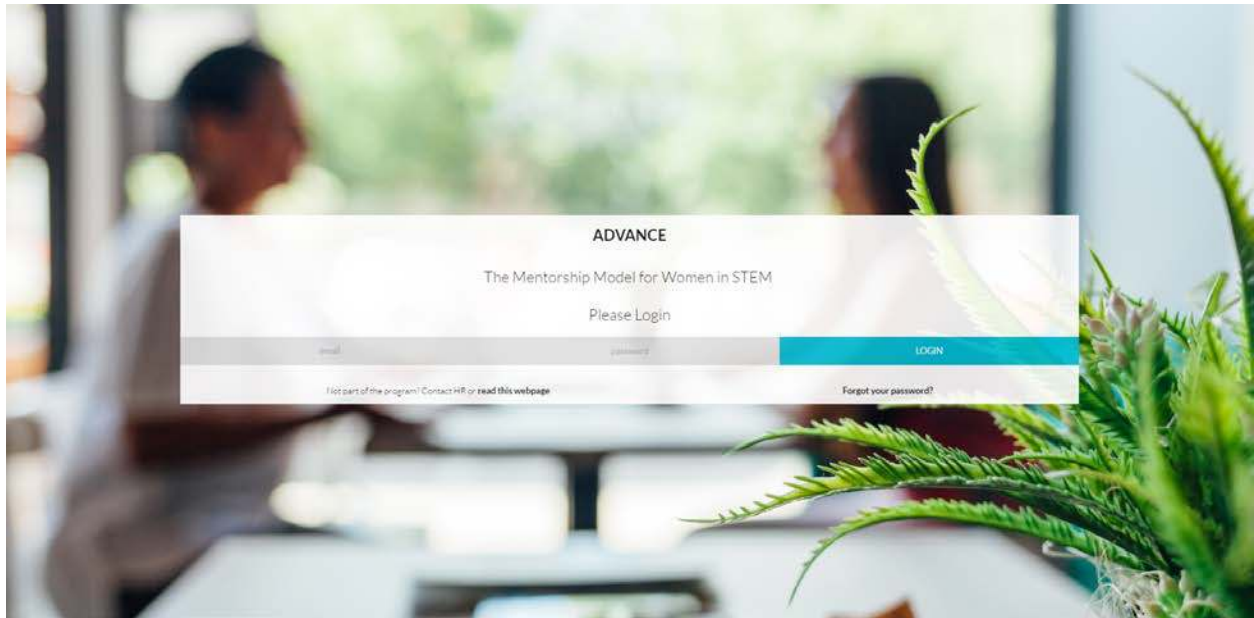 ADVANCE
The Mentorship Model for Women in STEM
Please Login
email password LOGIN
Not part of the program? Contact HR or read this webpage Forgot your password?